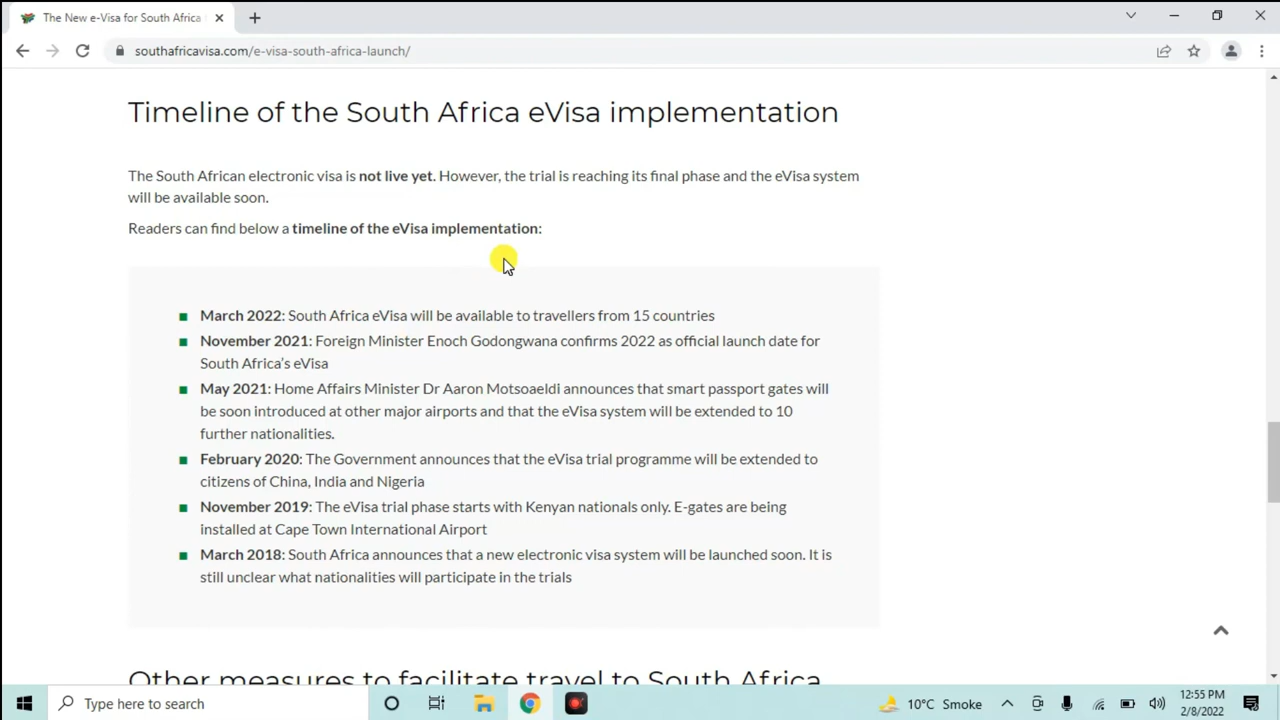 The New e-Visa for South Africa
southafricavisa.com/e-visa-south-africa-launch/
Timeline of the South Africa eVisa implementation
The South African electronic visa is not live yet. However, the trial is reaching its final phase and the eVisa system
will be available soon.
Readers can find below a timeline of the eVisa implementation:
March 2022: South Africa eVisa will be available to travellers from 15 countries
November 2021: Foreign Minister Enoch Godongwana confirms 2022 as official launch date for
South Africa’s eVisa
May 2021: Home Affairs Minister Dr Aaron Motsoaeldi announces that smart passport gates will
be soon introduced at other major airports and that the eVisa system will be extended to 10
further nationalities.
February 2020: The Government announces that the eVisa trial programme will be extended to
citizens of China, India and Nigeria
November 2019: The eVisa trial phase starts with Kenyan nationals only. E-gates are being
installed at Cape Town International Airport
March 2018: South Africa announces that a new electronic visa system will be launched soon. It is
still unclear what nationalities will participate in the trials
Other measures to facilitate travel to South Africa
Type here to search
10°C Smoke
12:55 PM
2/8/2022